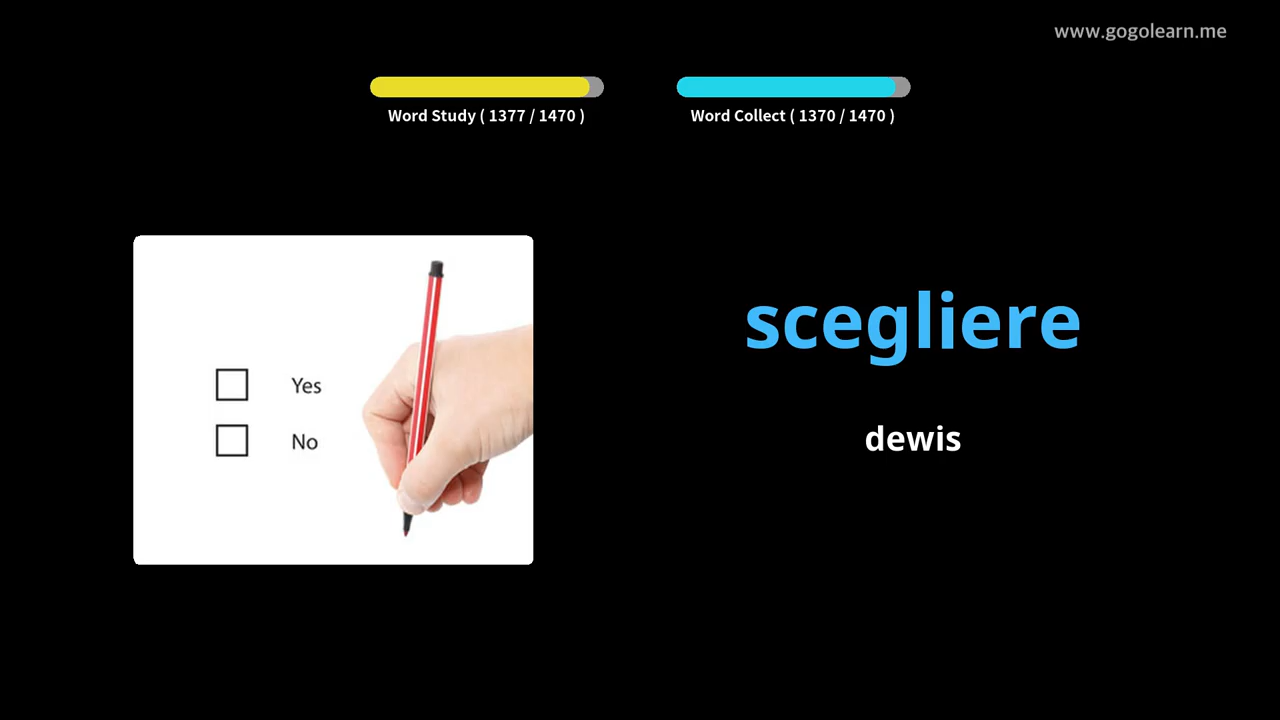 www.gogolearn.me
Word Study ( 1377 / 1470 )
Word Collect ( 1370 / 1470 )
Yes
No
scegliere
dewis